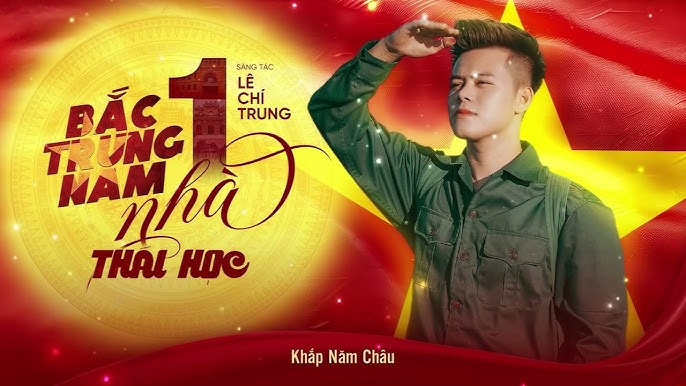 SÁNG TÁC
LÊ
CHÍ
TRUNG
BẮC
TRUNG
NAM
1
nhà
THÁI HỌC
Khắp Năm Châu